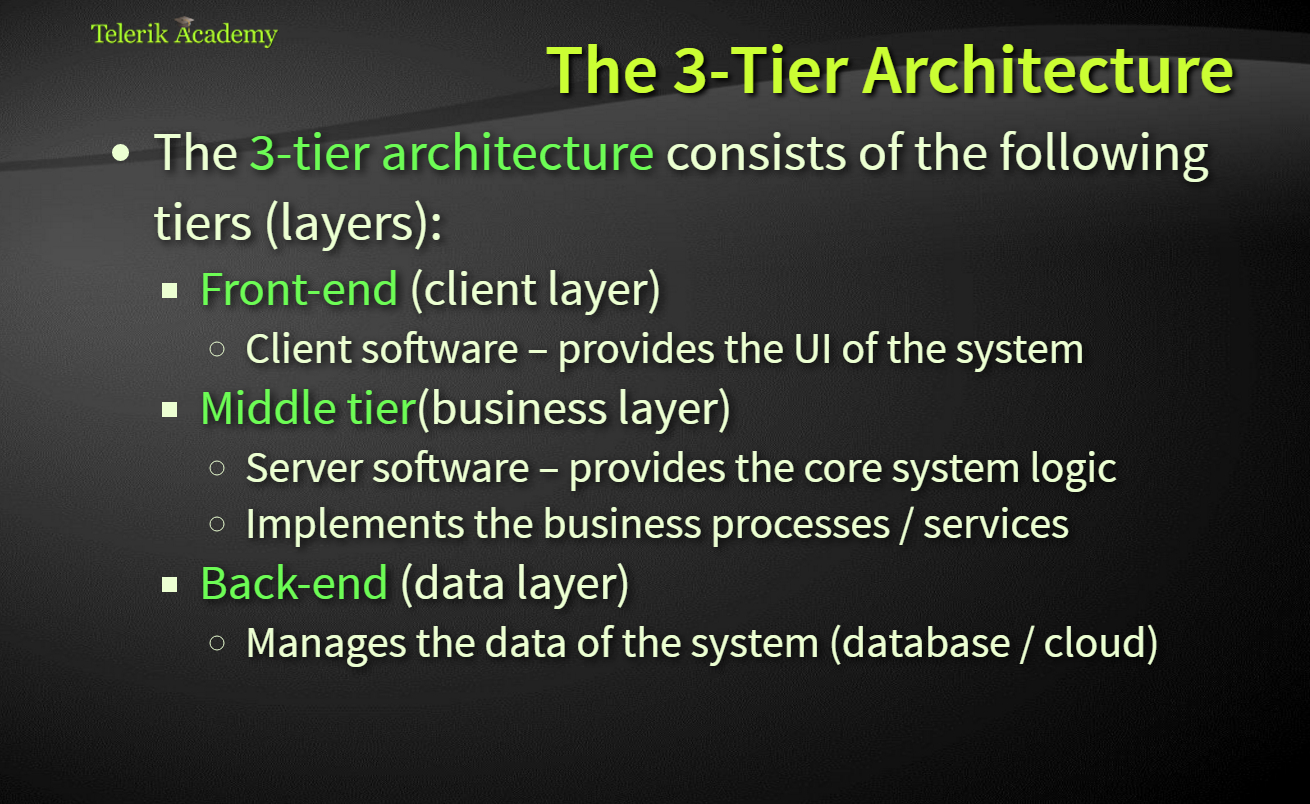 Telerik Academy
The 3-Tier Architecture
• The 3-tier architecture consists of the following
tiers (layers):
▪ Front-end (client layer)
○ Client software – provides the UI of the system
▪ Middle tier(business layer)
○ Server software – provides the core system logic
○ Implements the business processes / services
▪ Back-end (data layer)
○ Manages the data of the system (database / cloud)